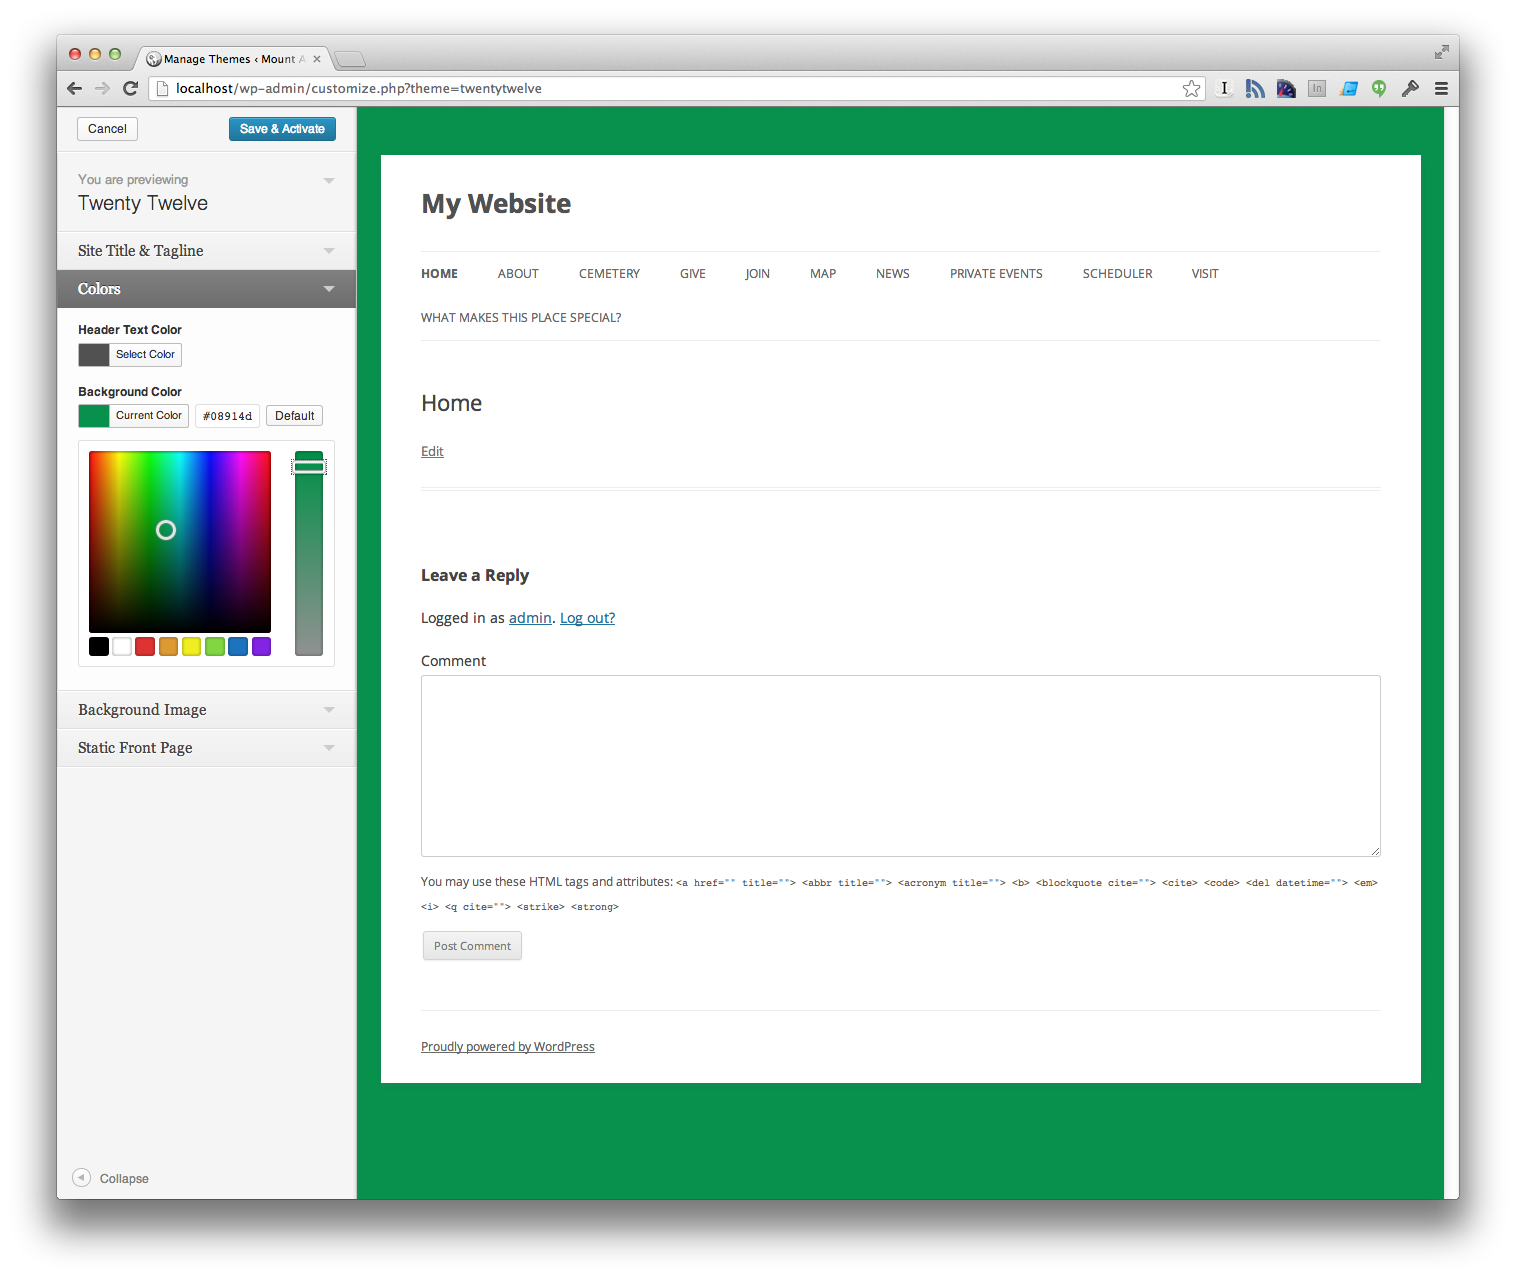 Manage Themes ‹ Mount A
localhost/wp-admin/customize.php?theme=twentytwelve
Cancel
Save & Activate
You are previewing
Twenty Twelve
Site Title & Tagline
Colors
Header Text Color
Select Color
Background Color
Current Color
#08914d
Default
Background Image
Static Front Page
Collapse
My Website
HOME ABOUT CEMETERY GIVE JOIN MAP NEWS PRIVATE EVENTS SCHEDULER VISIT
WHAT MAKES THIS PLACE SPECIAL?
Home
Edit
Leave a Reply
Logged in as admin. Log out?
Comment
You may use these HTML tags and attributes: <a href="" title=""> <abbr title=""> <acronym title=""> <b> <blockquote cite=""> <cite> <code> <del datetime=""> <em>
<i> <q cite=""> <strike> <strong>
Post Comment
Proudly powered by WordPress